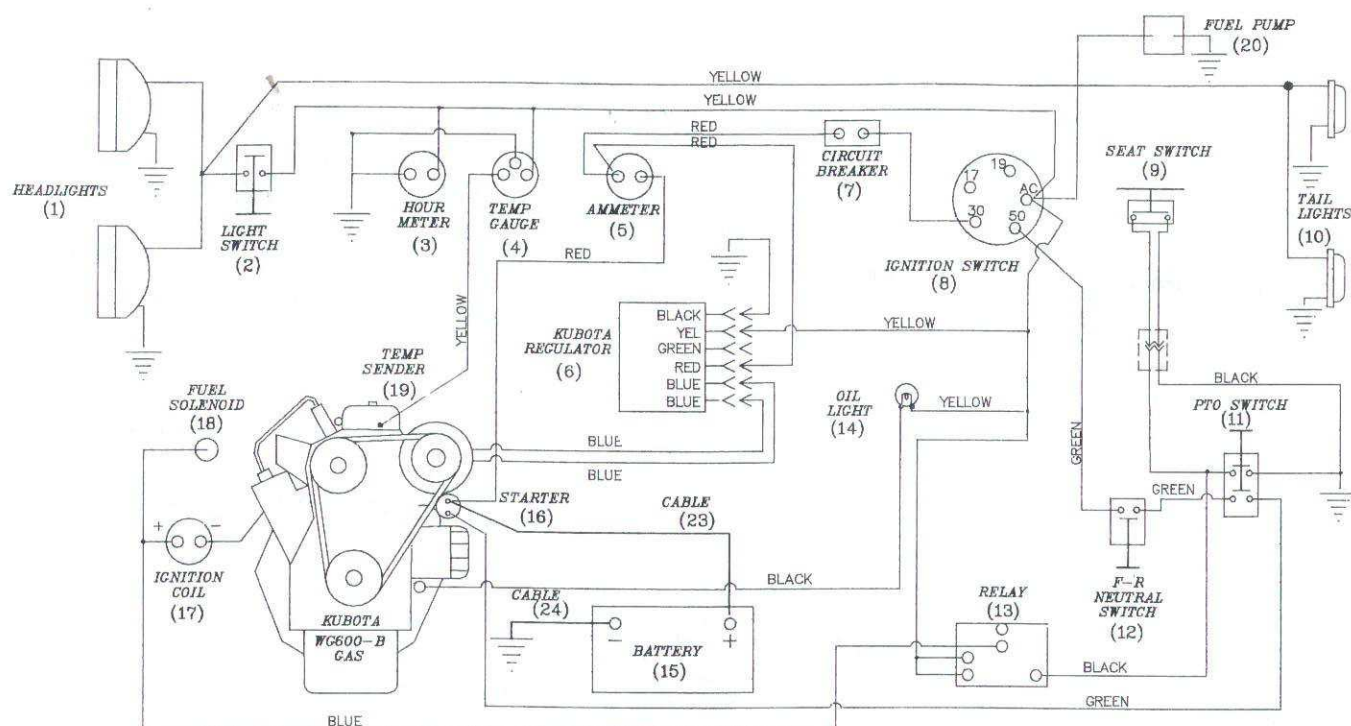 FUEL PUMP
(20)
YELLOW
YELLOW
RED
RED
CIRCUIT
BREAKER
(7)
19
17
AC
30
50
SEAT SWITCH
(9)
HEADLIGHTS
(1)
TAIL
LIGHTS
(10)
LIGHT
SWITCH
(2)
HOUR
METER
(3)
TEMP
GAUGE
(4)
AMMETER
(5)
RED
IGNITION SWITCH
(8)
YELLOW
KUBOTA
REGULATOR
(6)
BLACK
YEL
GREEN
RED
BLUE
BLUE
YELLOW
TEMP
SENDER
(19)
FUEL
SOLENOID
(18)
OIL
LIGHT
(14)
YELLOW
BLACK
PTO SWITCH
(11)
BLUE
BLUE
GREEN
GREEN
STARTER
(16)
CABLE
(23)
+ -
IGNITION
COIL
(17)
BLACK
F-R
NEUTRAL
SWITCH
(12)
CABLE
(24)
RELAY
(13)
KUBOTA
WG600-B
GAS
- +
BATTERY
(15)
BLACK
GREEN
BLUE